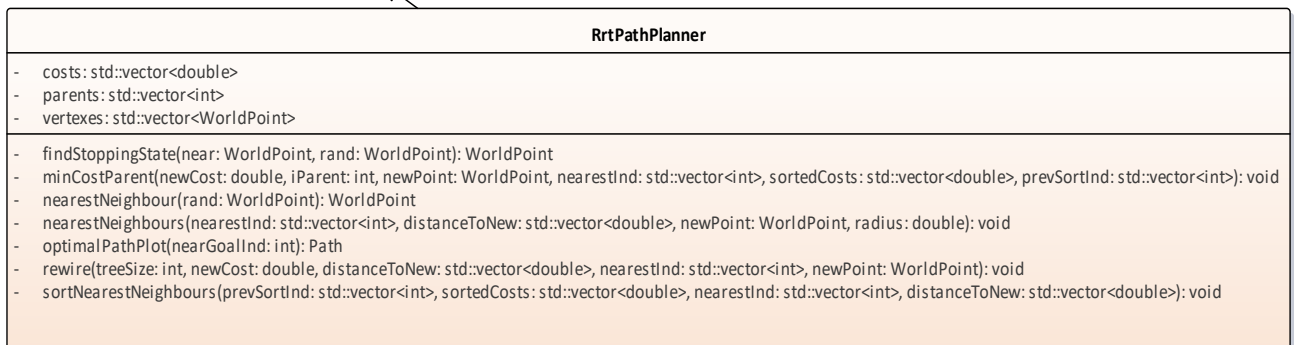 RrtPathPlanner
- costs: std::vector<double>
- parents: std::vector<int>
- vertexes: std::vector<WorldPoint>
- findStoppingState(near: WorldPoint, rand: WorldPoint): WorldPoint
- minCostParent(newCost: double, iParent: int, newPoint: WorldPoint, nearestInd: std::vector<int>, sortedCosts: std::vector<double>, prevSortInd: std::vector<int>): void
- nearestNeighbour(rand: WorldPoint): WorldPoint
- nearestNeighbours(nearestInd: std::vector<int>, distanceToNew: std::vector<double>, newPoint: WorldPoint, radius: double): void
- optimalPathPlot(nearGoalInd: int): Path
- rewire(treeSize: int, newCost: double, distanceToNew: std::vector<double>, nearestInd: std::vector<int>, newPoint: WorldPoint): void
- sortNearestNeighbours(prevSortInd: std::vector<int>, sortedCosts: std::vector<double>, nearestInd: std::vector<int>, distanceToNew: std::vector<double>): void